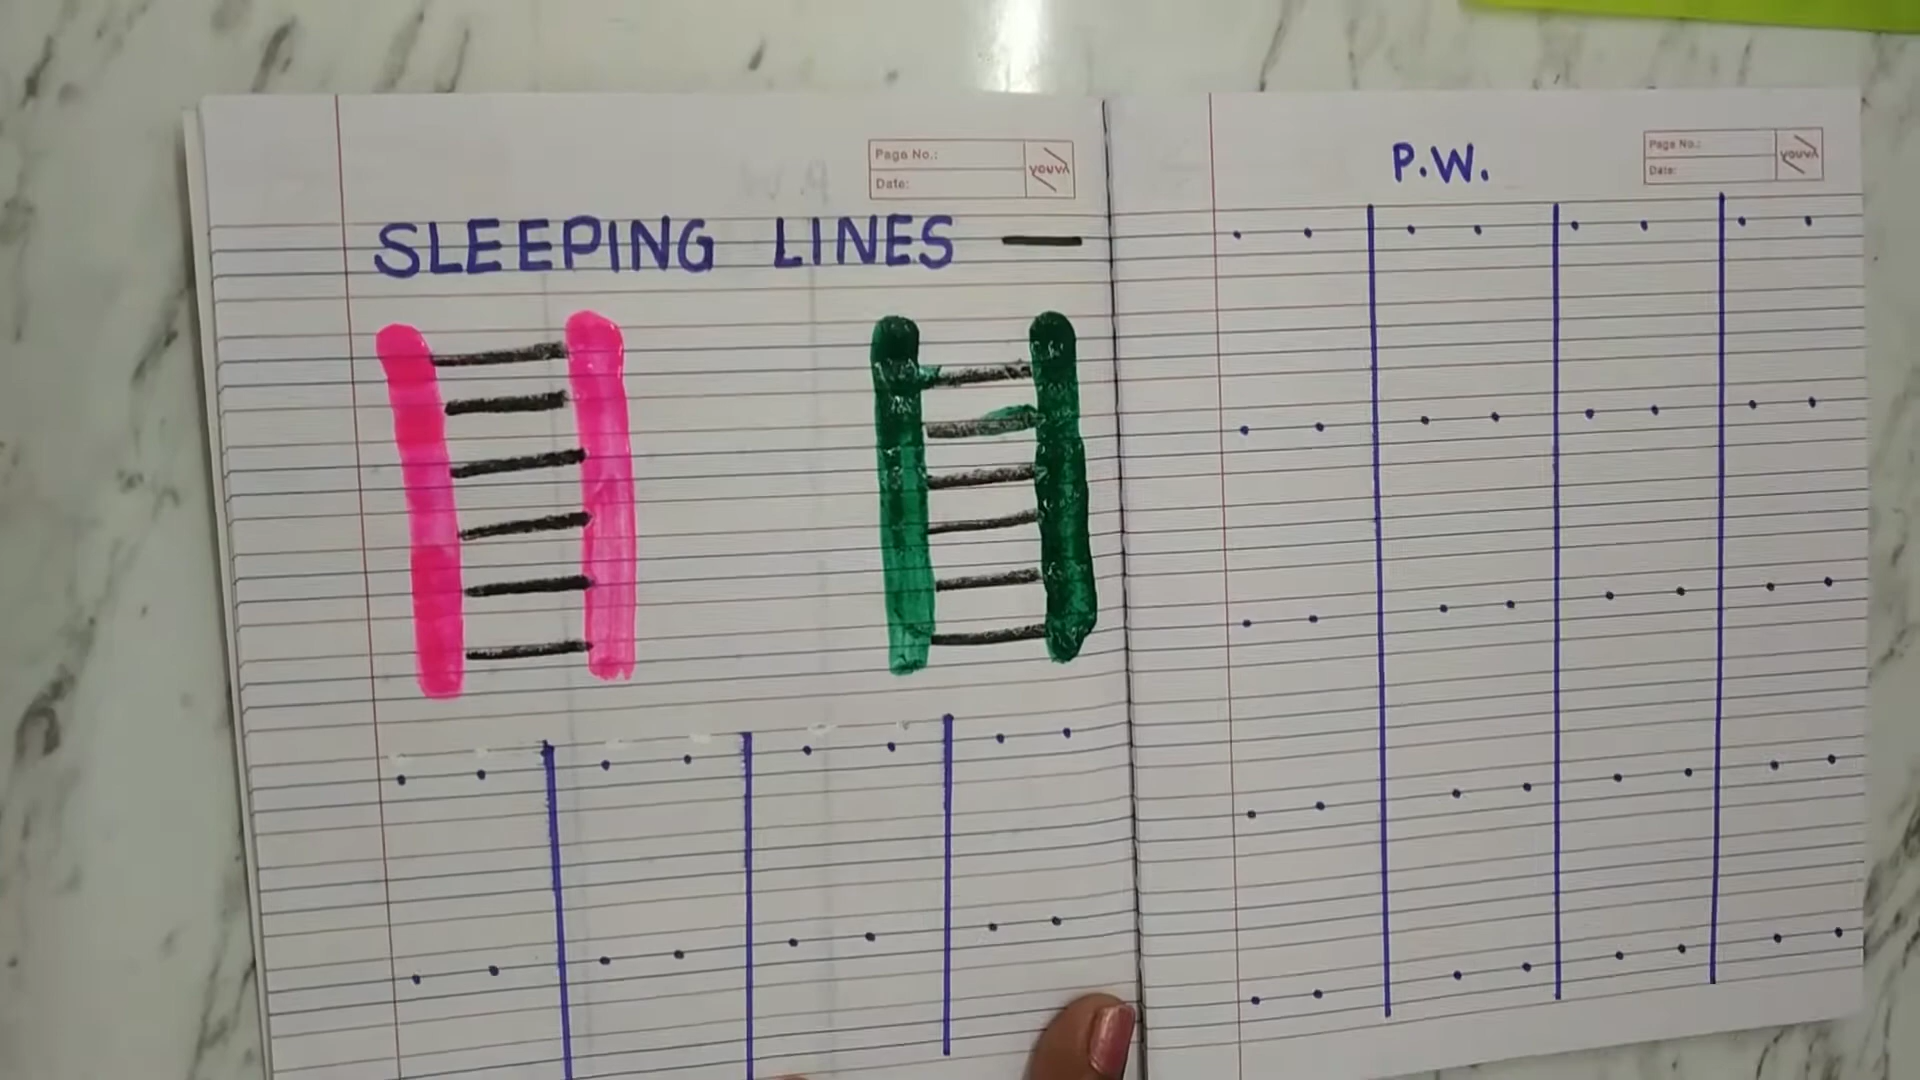 Page No.:
Date:
youva
SLEEPING LINES —
P.W.
Page No.:
Date:
youva